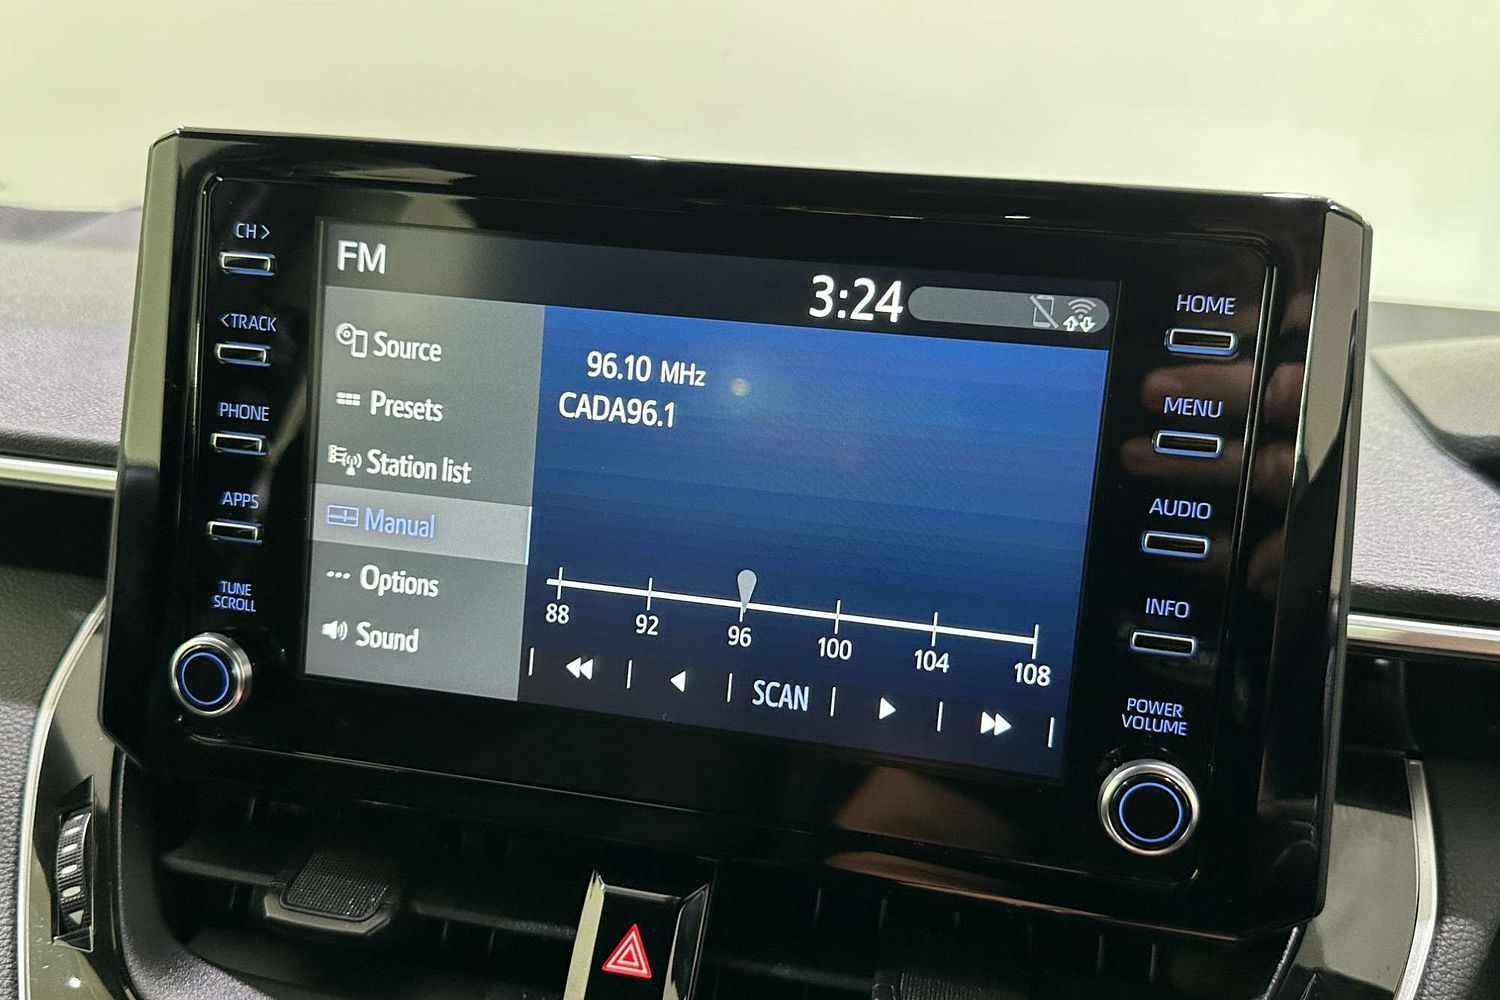 CH>
<TRACK
PHONE
APPS
TUNE
SCROLL
FM
3:24
Source
Presets
Station list
Manual
Options
Sound
96.10 MHz
CADA96.1
88 92 96 100 104 108
SCAN
HOME
MENU
AUDIO
INFO
POWER
VOLUME